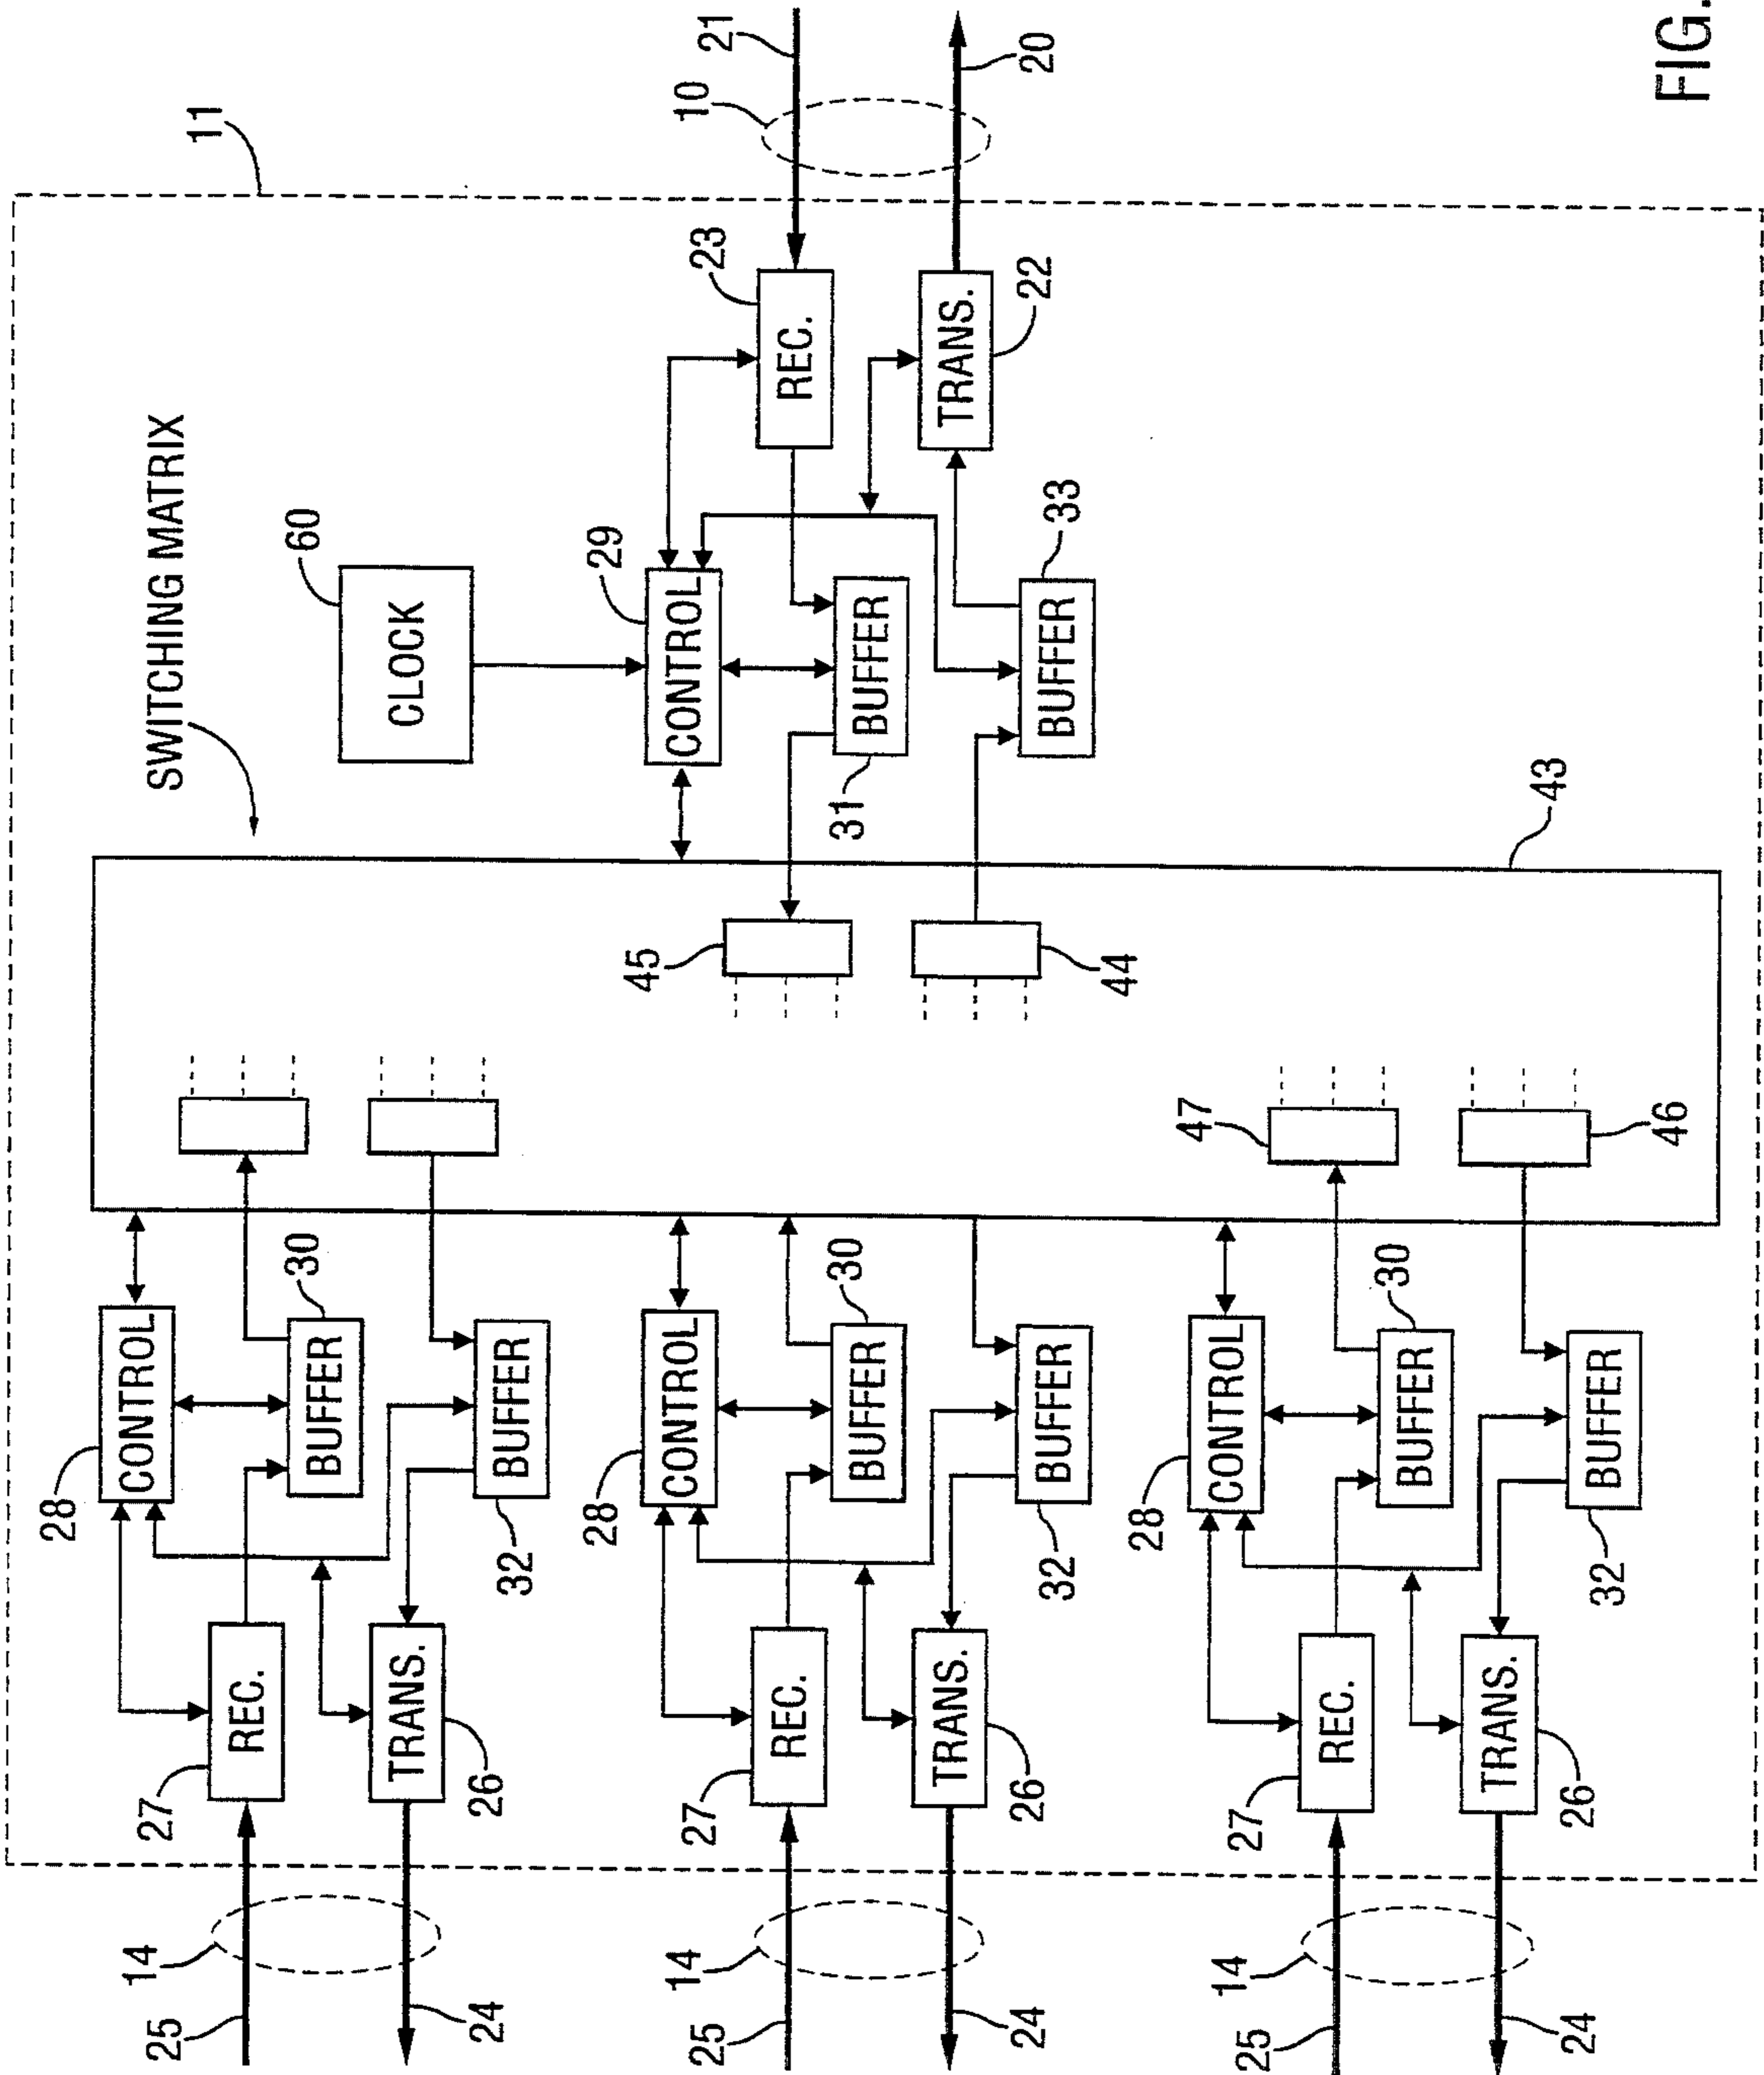 28
SWITCHING MATRIX
11
25
14
27
CONTROL
REC.
30
60
BUFFER
TRANS.
CLOCK
24
26
32
BUFFER
28
29
45
25
14
27
CONTROL
CONTROL
23
10
21
REC.
REC.
30
31
BUFFER
BUFFER
TRANS.
TRANS.
24
26
22
20
32
BUFFER
BUFFER
33
44
28
47
25
14
27
CONTROL
REC.
30
BUFFER
TRANS.
43
24
26
32
BUFFER
46
FIG.